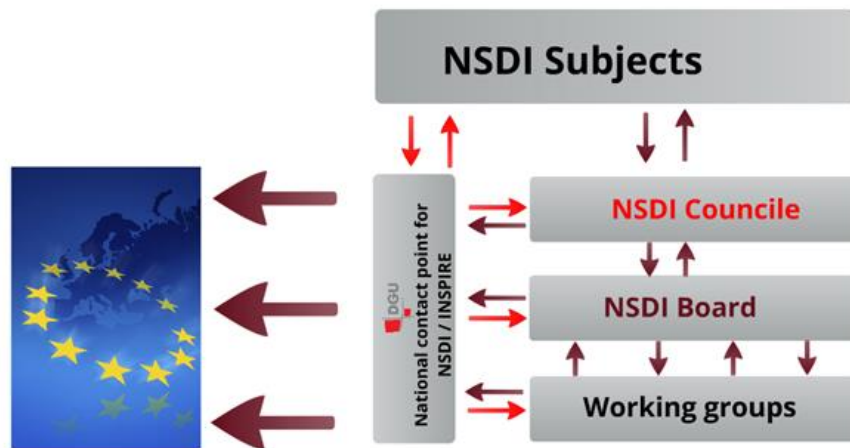 NSDI Subjects
DGU
National contact point for
NSDI / INSPIRE
NSDI Councile
NSDI Board
Working groups